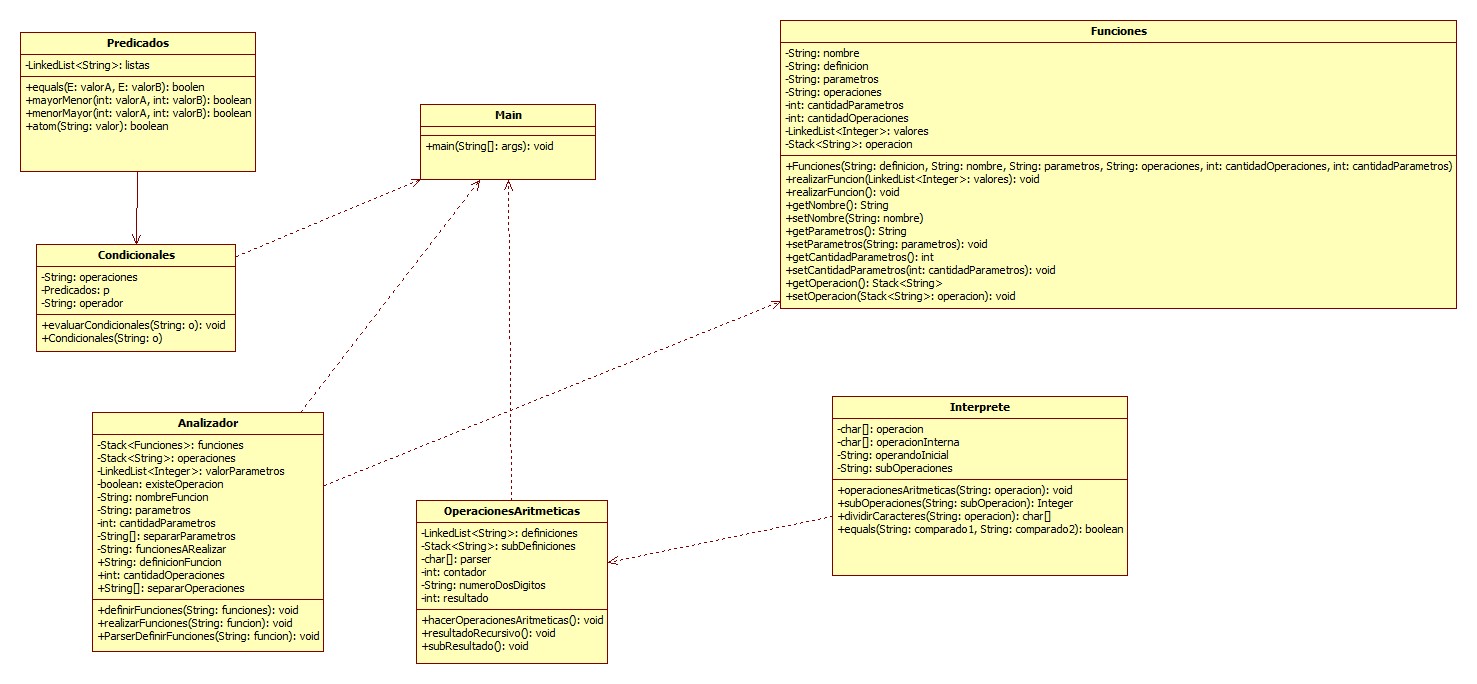 Predicados
-LinkedList<String>: listas
+equals(E: valorA, E: valorB): boolen
+mayorMenor(int: valorA, int: valorB): boolean
+menorMayor(int: valorA, int: valorB): boolean
+atom(String: valor): boolean
Main
+main(String[]: args): void
Funciones
-String: nombre
-String: definicion
-String: parametros
-String: operaciones
-int: cantidadParametros
-int: cantidadOperaciones
-LinkedList<Integer>: valores
-Stack<String>: operacion
+Funciones(String: definicion, String: nombre, String: parametros, String: operaciones, int: cantidadOperaciones, int: cantidadParametros)
+realizarFuncion(LinkedList<Integer>: valores): void
+realizarFuncion(): void
+getNombre(): String
+setNombre(String: nombre)
+getParametros(): String
+setParametros(String: parametros): void
+getCantidadParametros(): int
+setCantidadParametros(int: cantidadParametros): void
+getOperacion(): Stack<String>
+setOperacion(Stack<String>: operacion): void
Condicionales
-String: operaciones
-Predicados: p
-String: operador
+evaluarCondicionales(String: o): void
+Condicionales(String: o)
Analizador
-Stack<Funciones>: funciones
-Stack<String>: operaciones
-LinkedList<Integer>: valorParametros
-boolean: existeOperacion
-String: nombreFuncion
-String: parametros
-int: cantidadParametros
-String[]: separarParametros
-String: funcionesARealizar
+String: definicionFuncion
+int: cantidadOperaciones
+String[]: separarOperaciones
+definirFunciones(String: funciones): void
+realizarFunciones(String: funcion): void
+ParserDefinirFunciones(String: funcion): void
OperacionesAritmeticas
-LinkedList<String>: definiciones
-Stack<String>: subDefiniciones
-char[]: parser
-int: contador
-String: numeroDosDigitos
-int: resultado
+hacerOperacionesAritmeticas(): void
+resultadoRecursivo(): void
+subResultado(): void
Interprete
-char[]: operacion
-char[]: operacionInterna
-String: operandoInicial
-String: subOperaciones
+operacionesAritmeticas(String: operacion): void
+subOperaciones(String: subOperacion): Integer
+dividirCaracteres(String: operacion): char[]
+equals(String: comparado1, String: comparado2): boolean